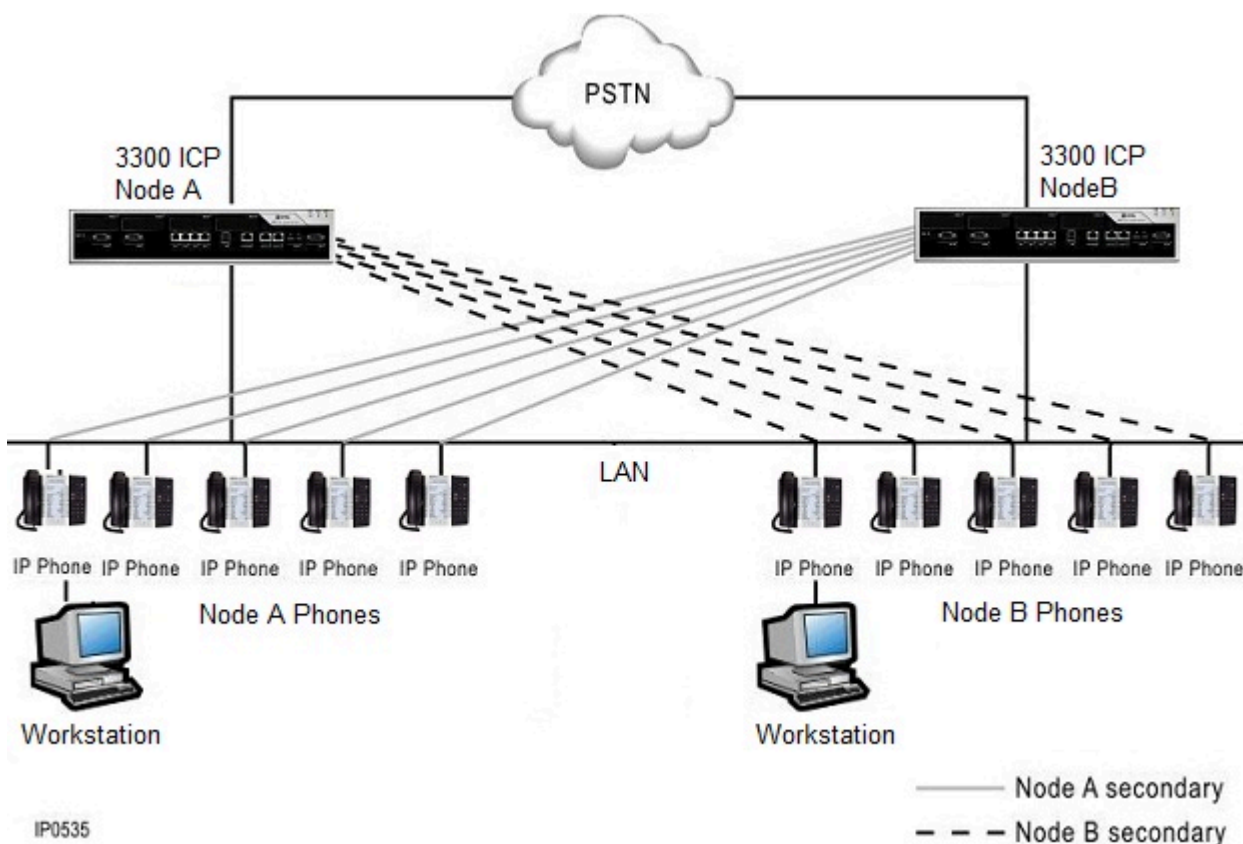 PSTN
3300 ICP
Node A
3300 ICP
NodeB
LAN
IP Phone IP Phone IP Phone IP Phone IP Phone
IP Phone IP Phone IP Phone IP Phone IP Phone
Node A Phones
Node B Phones
Workstation
Workstation
Node A secondary
Node B secondary
IP0535